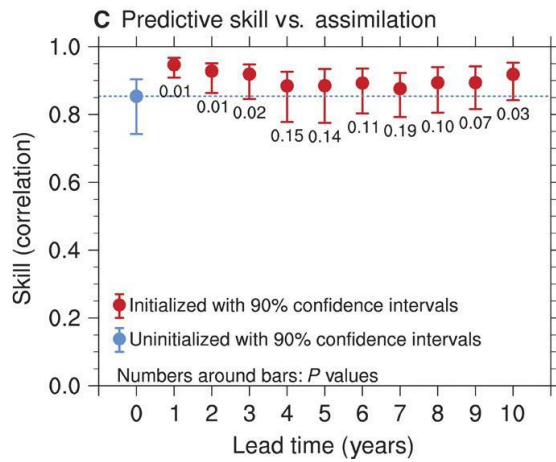 C Predictive skill vs. assimilation
1.0
0.8
0.6
0.4
0.2
0.0
Skill (correlation)
0.01
0.01
0.02
0.15
0.14
0.11
0.19
0.10
0.07
0.03
Initialized with 90% confidence intervals
Uninitialized with 90% confidence intervals
Numbers around bars: P values
0 1 2 3 4 5 6 7 8 9 10
Lead time (years)